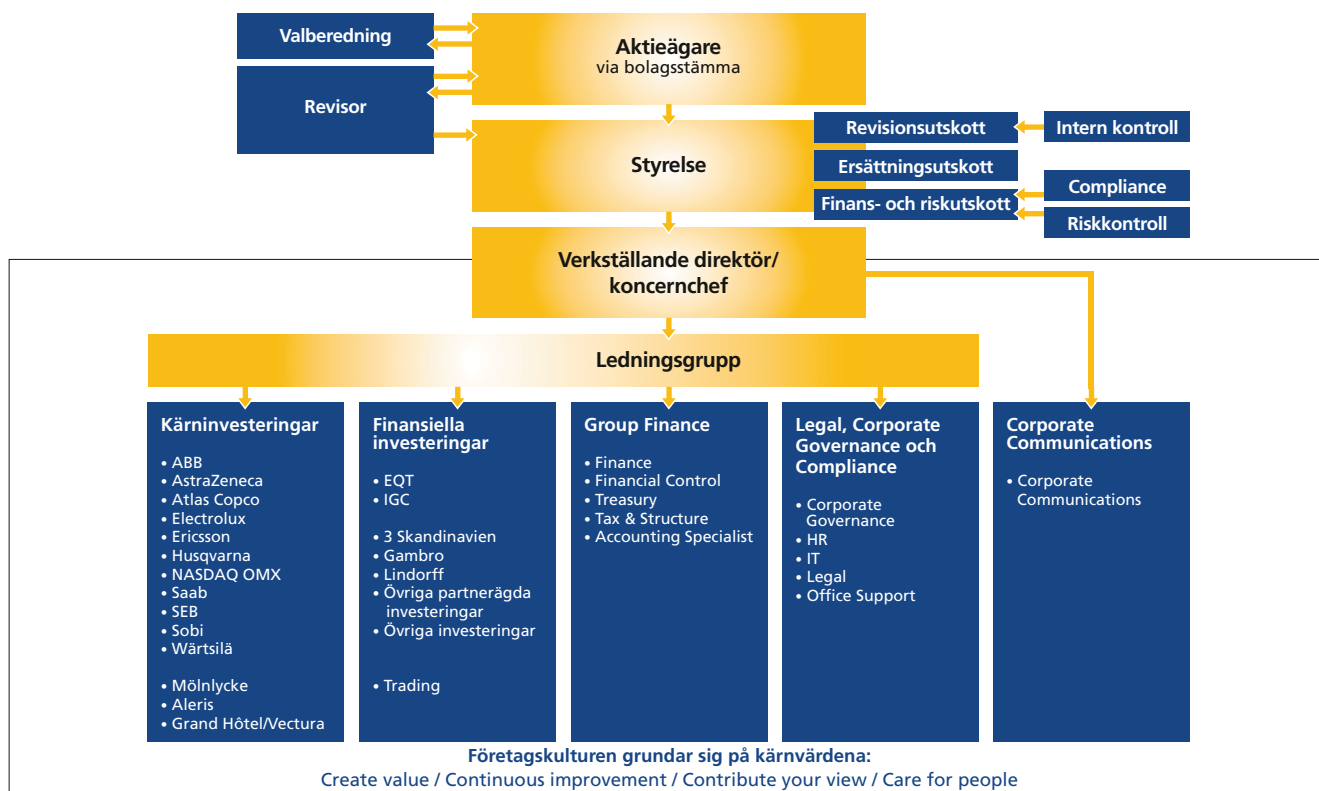 Valberedning
Aktieägare
via bolagsstämma
Revisor
Styrelse
Revisionsutskott
Intern kontroll
Ersättningsutskott
Finans- och riskutskott
Compliance
Riskkontroll
Verkställande direktör/
koncernchef
Ledningsgrupp
Kärninvesteringar
• ABB
• AstraZeneca
• Atlas Copco
• Electrolux
• Ericsson
• Husqvarna
• NASDAQ OMX
• Saab
• SEB
• Sobi
• Wärtsilä
• Mölnlycke
• Aleris
• Grand Hôtel/Vectura
Finansiella
investeringar
• EQT
• IGC
• 3 Skandinavien
• Gambro
• Lindorff
• Övriga partnerägda
investeringar
• Övriga investeringar
• Trading
Group Finance
• Finance
• Financial Control
• Treasury
• Tax & Structure
• Accounting Specialist
Legal, Corporate
Governance och
Compliance
• Corporate
Governance
• HR
• IT
• Legal
• Office Support
Corporate
Communications
• Corporate
Communications
Företagskulturen grundar sig på kärnvärdena:
Create value / Continuous improvement / Contribute your view / Care for people